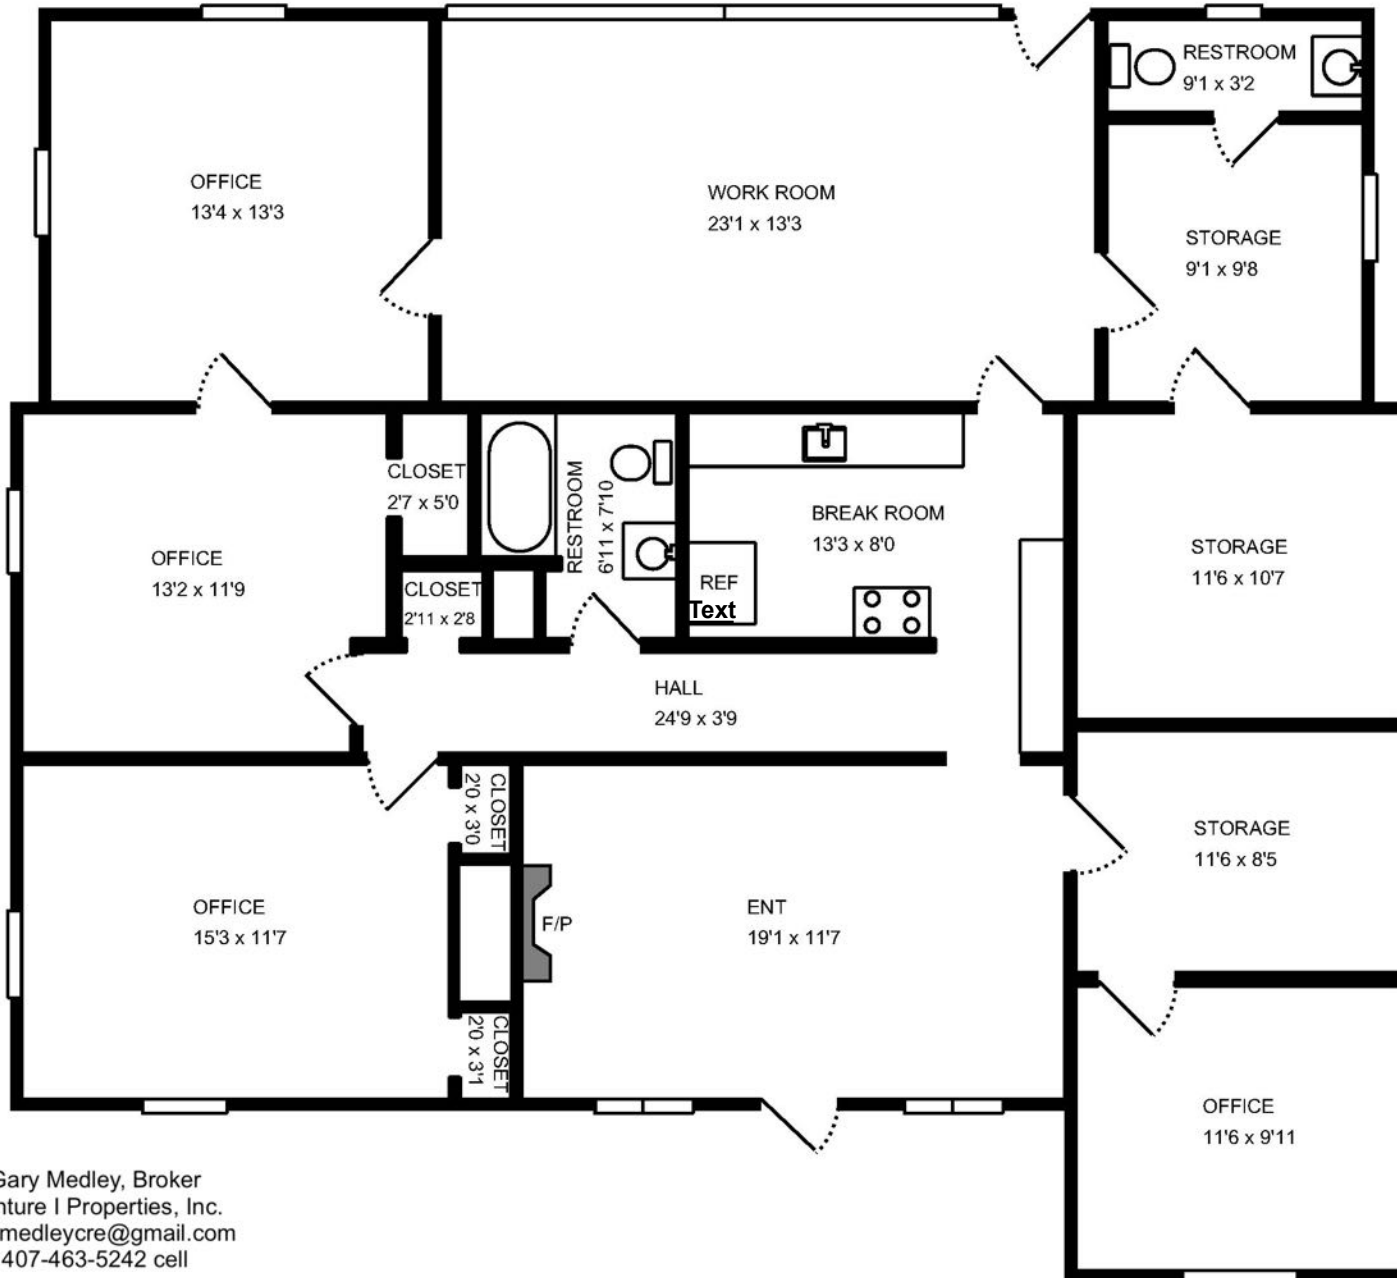 RESTROOM
9'1 x 3'2
OFFICE
13'4 x 13'3
WORK ROOM
23'1 x 13'3
STORAGE
9'1 x 9'8
CLOSET
2'7 x 5'0
RESTROOM
6'11 x 7'10
BREAK ROOM
13'3 x 8'0
STORAGE
11'6 x 10'7
OFFICE
13'2 x 11'9
CLOSET
2'11 x 2'8
REF
Text
HALL
24'9 x 3'9
CLOSET
2'0 x 3'0
STORAGE
11'6 x 8'5
OFFICE
15'3 x 11'7
F/P
ENT
19'1 x 11'7
CLOSET
2'0 x 3'1
OFFICE
11'6 x 9'11
Gary Medley, Broker
nture I Properties, Inc.
medleycre@gmail.com
407-463-5242 cell